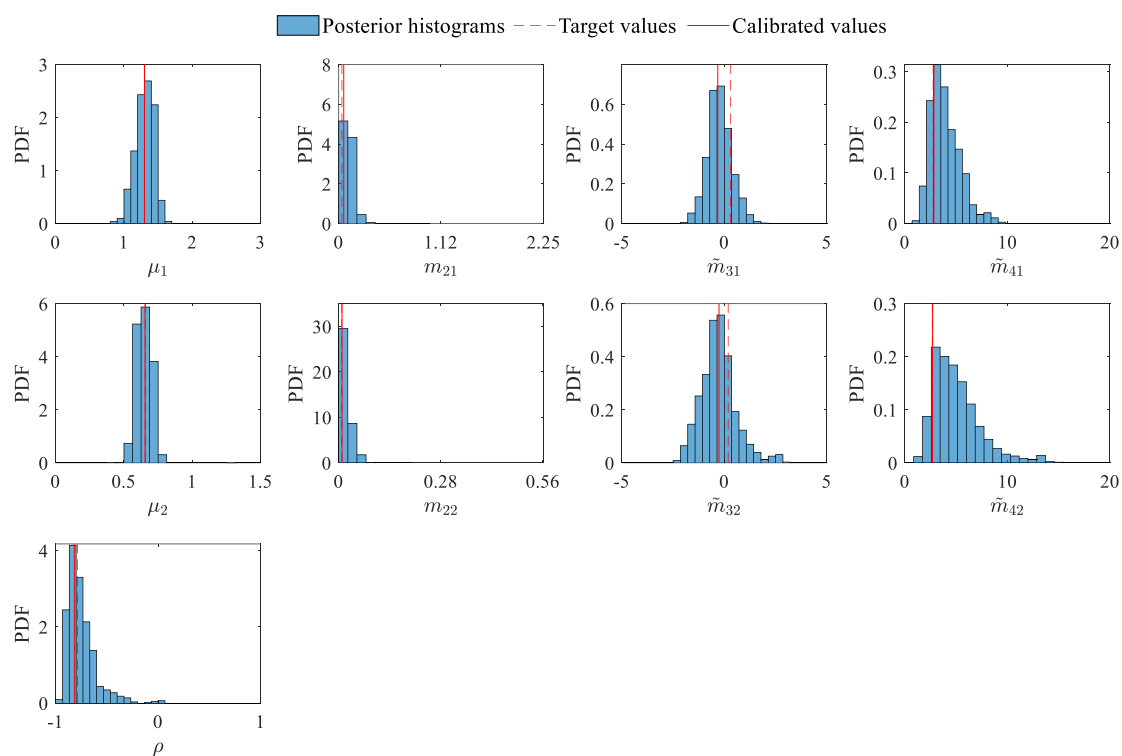 Posterior histograms Target values Calibrated values
3 2 1 0 PDF 0 1 2 3 μ₁
8 6 4 2 0 PDF 0 1.12 2.25 m₂₁
0.6 0.4 0.2 0 PDF -5 0 5 m̃₃₁
0.3 0.2 0.1 0 PDF 0 10 20 m̃₄₁
6 4 2 0 PDF 0 0.5 1 1.5 μ₂
30 20 10 0 PDF 0 0.28 0.56 m₂₂
0.6 0.4 0.2 0 PDF -5 0 5 m̃₃₂
0.3 0.2 0.1 0 PDF 0 10 20 m̃₄₂
4 2 0 PDF -1 0 1 ρ